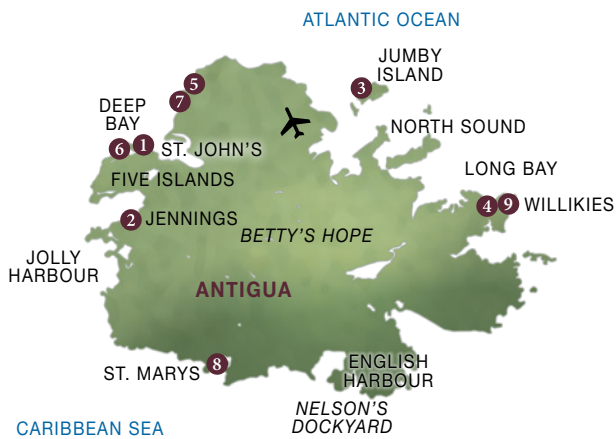 ATLANTIC OCEAN
JUMBY
ISLAND
3
5
7
DEEP
BAY
6
1
ST. JOHN'S
NORTH SOUND
FIVE ISLANDS
LONG BAY
4
9
WILLIKIES
2
JENNINGS
BETTY'S HOPE
JOLLY
HARBOUR
ANTIGUA
8
ST. MARYS
ENGLISH
HARBOUR
NELSON'S
DOCKYARD
CARIBBEAN SEA